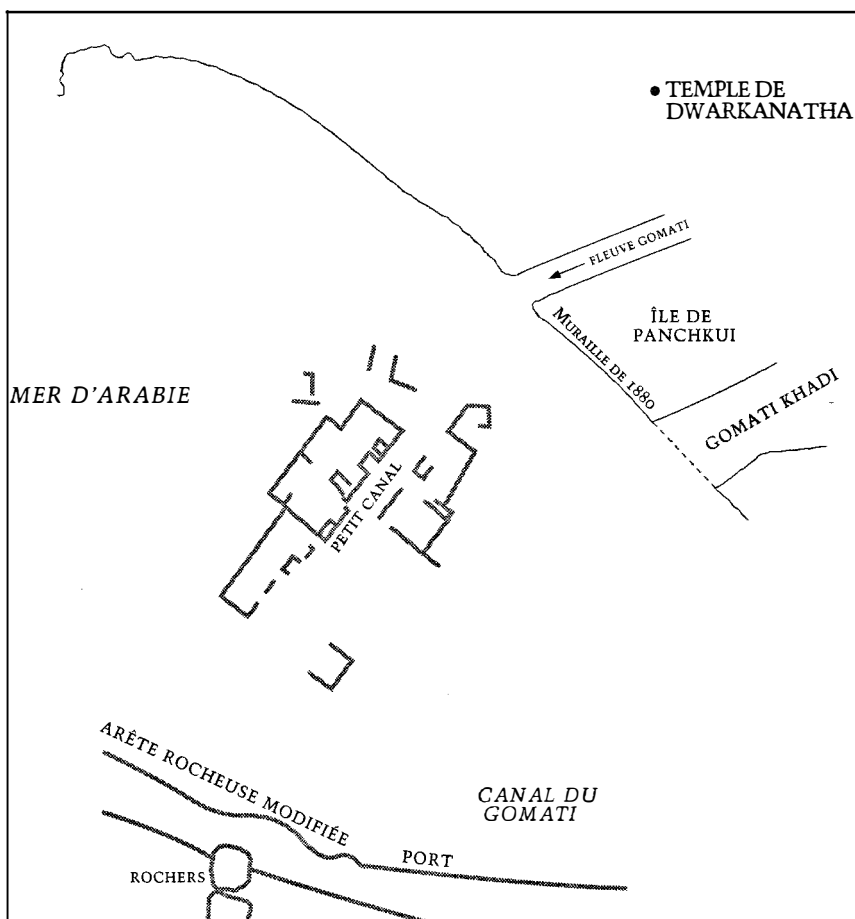 • TEMPLE DE
DWARKANATHA
FLEUVE GOMATI
ÎLE DE
PANCHKUI
MURAILLE DE 1880
GOMATI KHADI
MER D'ARABIE
PETIT CANAL
ARÊTE ROCHEUSE MODIFIÉE
CANAL DU
GOMATI
PORT
ROCHERS